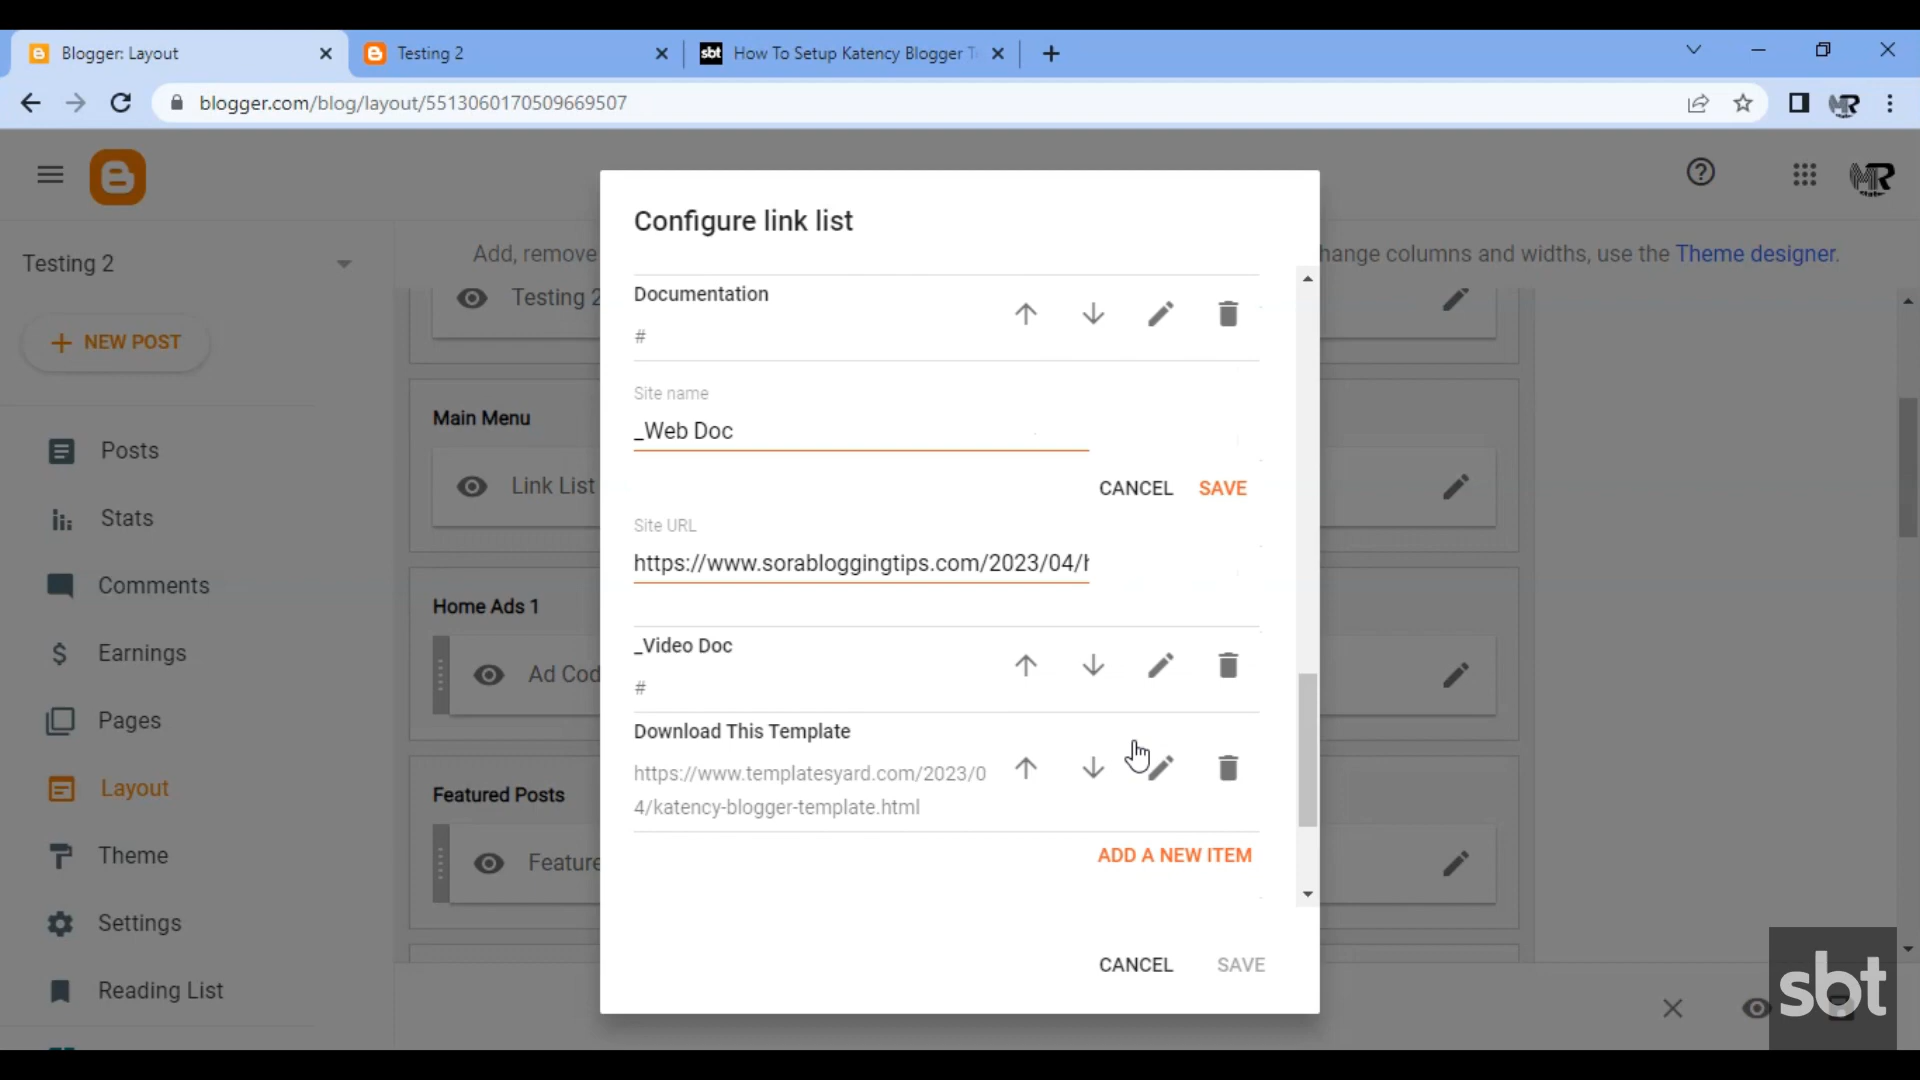 Blogger: Layout
Testing 2
sbt How To Setup Katency Blogger T
blogger.com/blog/layout/5513060170509669507
Testing 2
Add, remove
hange columns and widths, use the Theme designer.
NEW POST
Posts
Stats
Comments
Earnings
Pages
Layout
Theme
Settings
Reading List
Testing 2
Main Menu
Link List
Home Ads 1
Ad Cod
Featured Posts
Feature
Configure link list
Documentation
#
Site name
_Web Doc
CANCEL SAVE
Site URL
https://www.sorabloggingtips.com/2023/04/h
_Video Doc
#
Download This Template
https://www.templatesyard.com/2023/0
4/katency-blogger-template.html
ADD A NEW ITEM
CANCEL SAVE
sbt